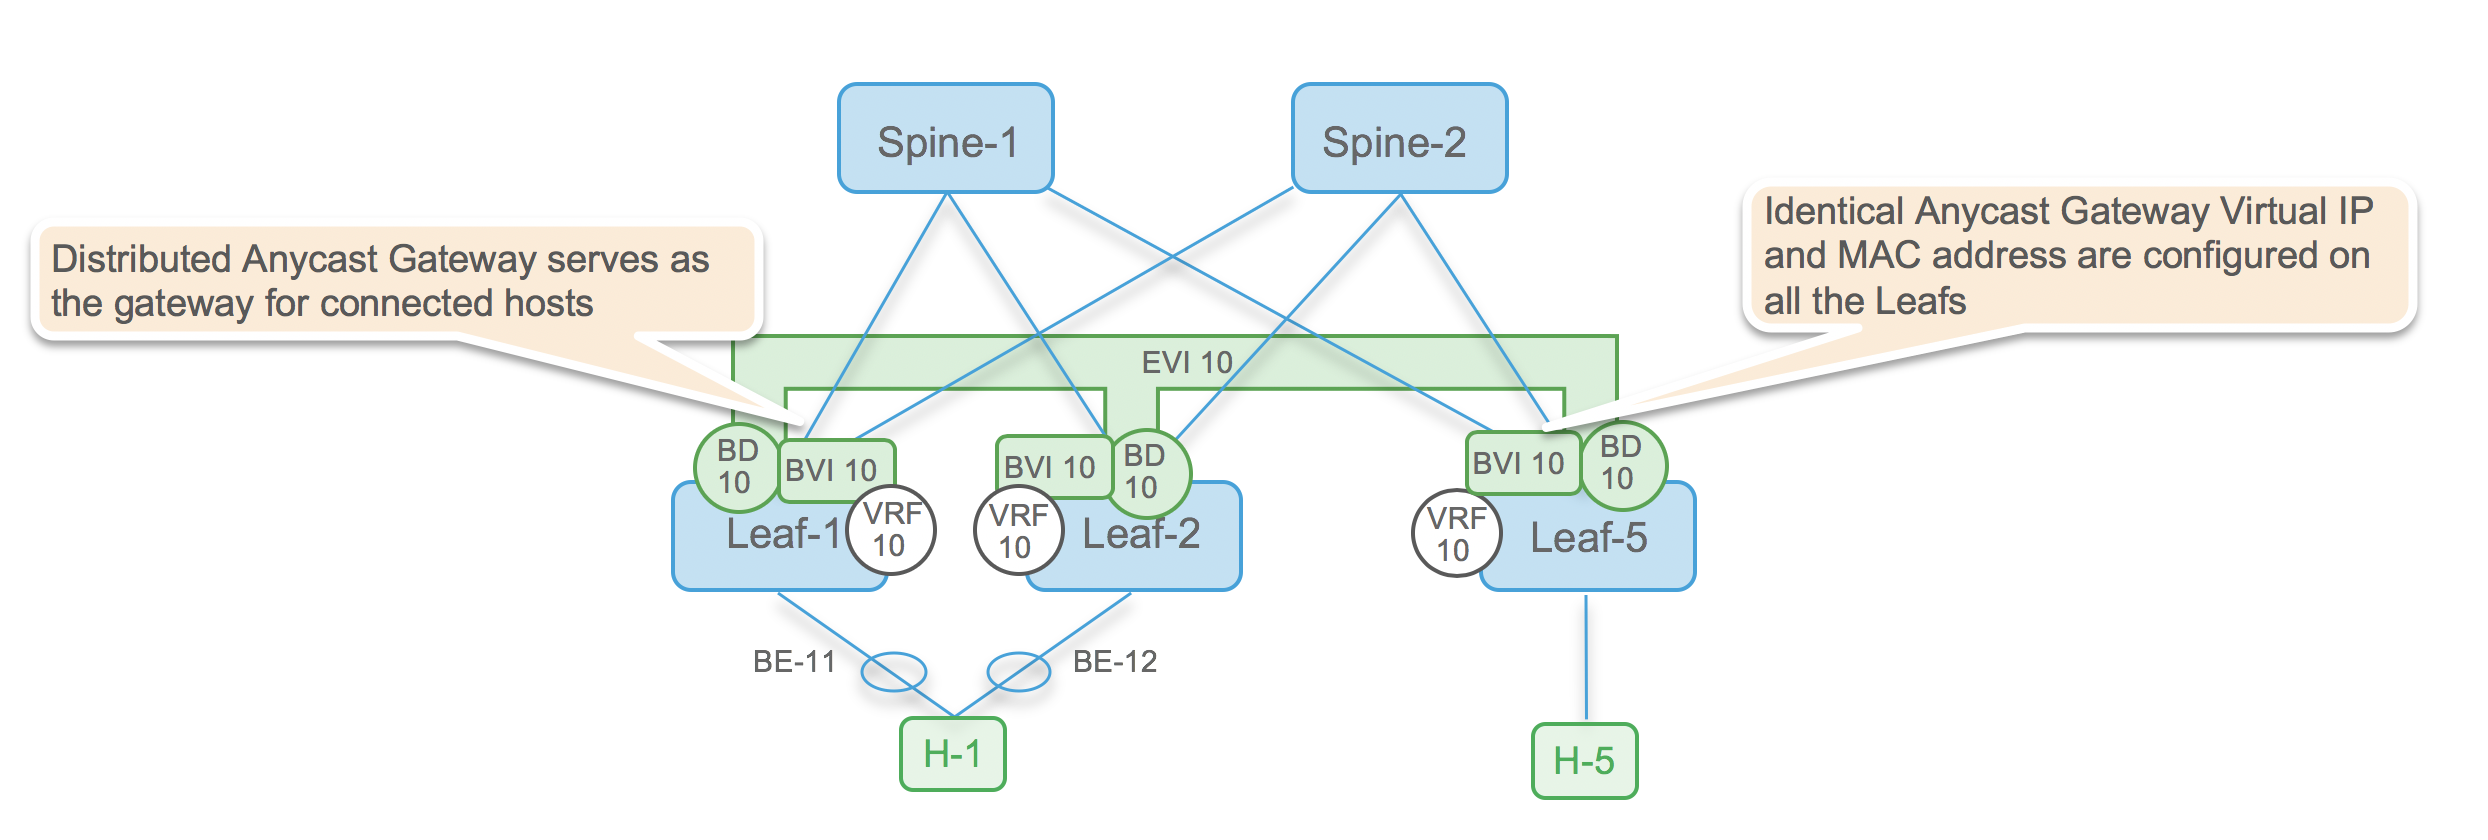 Spine-1
Spine-2
Distributed Anycast Gateway serves as
the gateway for connected hosts
Identical Anycast Gateway Virtual IP
and MAC address are configured on
all the Leafs
EVI 10
BD
10
BVI 10
VRF
10
Leaf-1
BVI 10
BD
10
VRF
10
Leaf-2
BVI 10
BD
10
VRF
10
Leaf-5
BE-11
BE-12
H-1
H-5